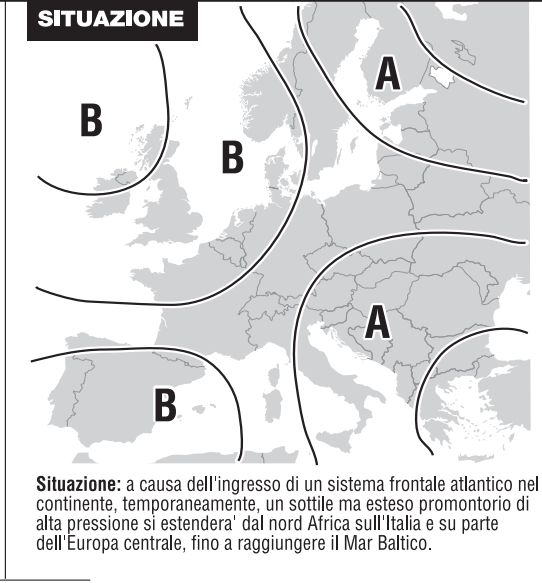 SITUAZIONE
A
B
B
A
B
Situazione: a causa dell'ingresso di un sistema frontale atlantico nel
continente, temporaneamente, un sottile ma esteso promontorio di
alta pressione si estendera' dal nord Africa sull'Italia e su parte
dell'Europa centrale, fino a raggiungere il Mar Baltico.